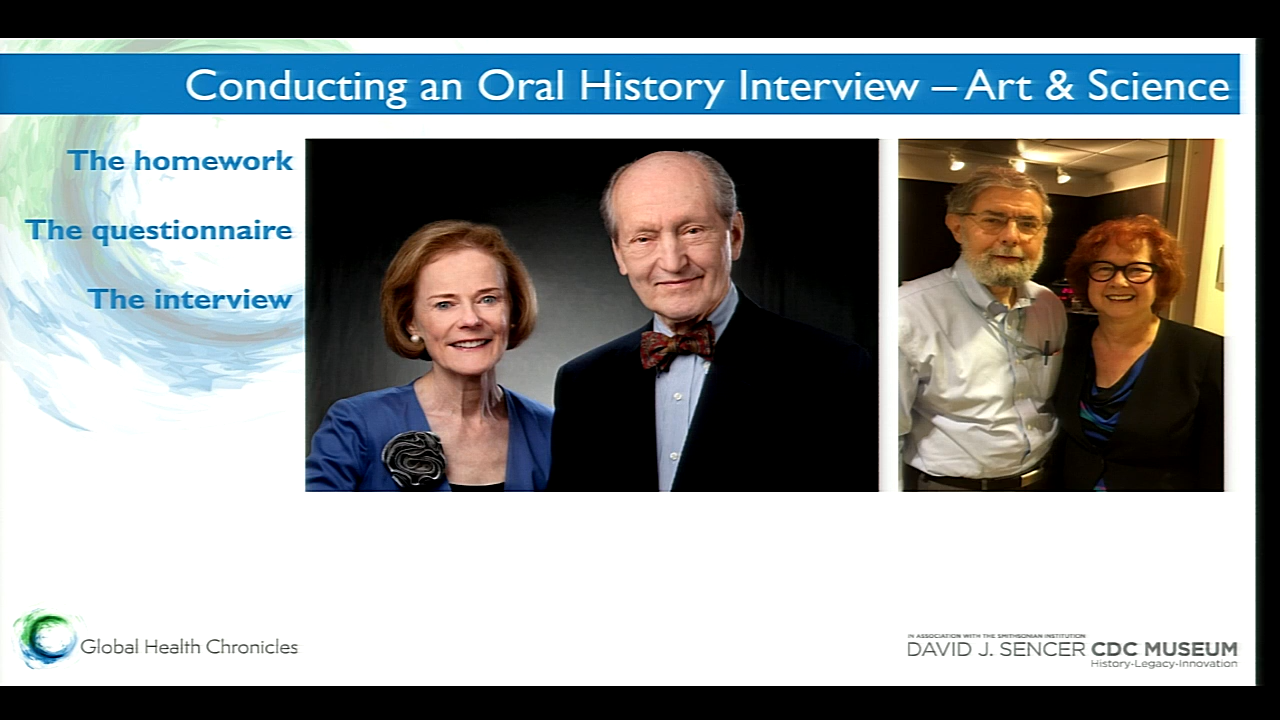 Conducting an Oral History Interview – Art & Science
The homework
The questionnaire
The interview
Global Health Chronicles
IN ASSOCIATION WITH THE SMITHSONIAN INSTITUTION
DAVID J. SENCER CDC MUSEUM
History-Legacy-Innovation